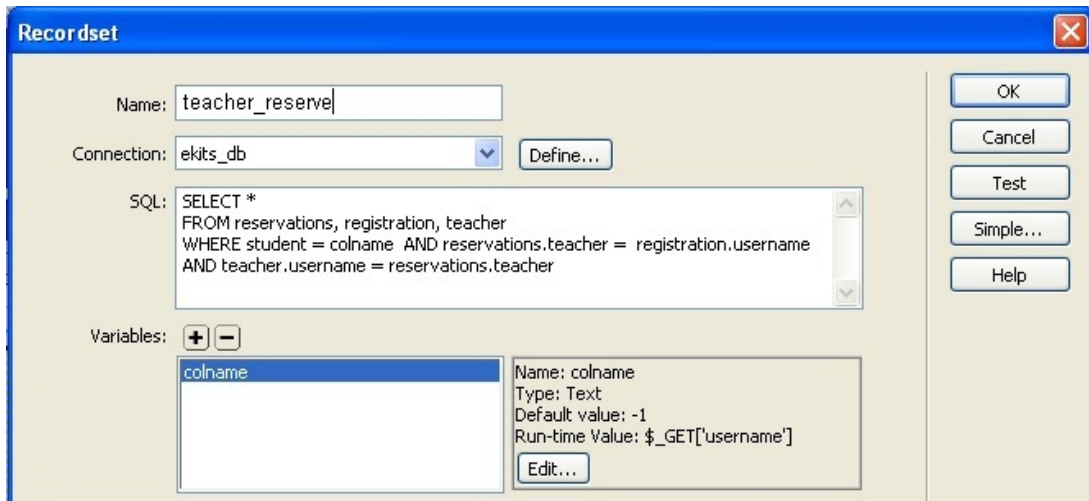 Recordset
Name: teacher_reserve
OK
Connection: ekits_db Define...
Cancel
SQL: SELECT *
FROM reservations, registration, teacher
WHERE student = colname  AND reservations.teacher =  registration.username
AND teacher.username = reservations.teacher
Test
Simple...
Help
Variables: + −
colname
Name: colname
Type: Text
Default value: -1
Run-time Value: $_GET['username']
Edit...